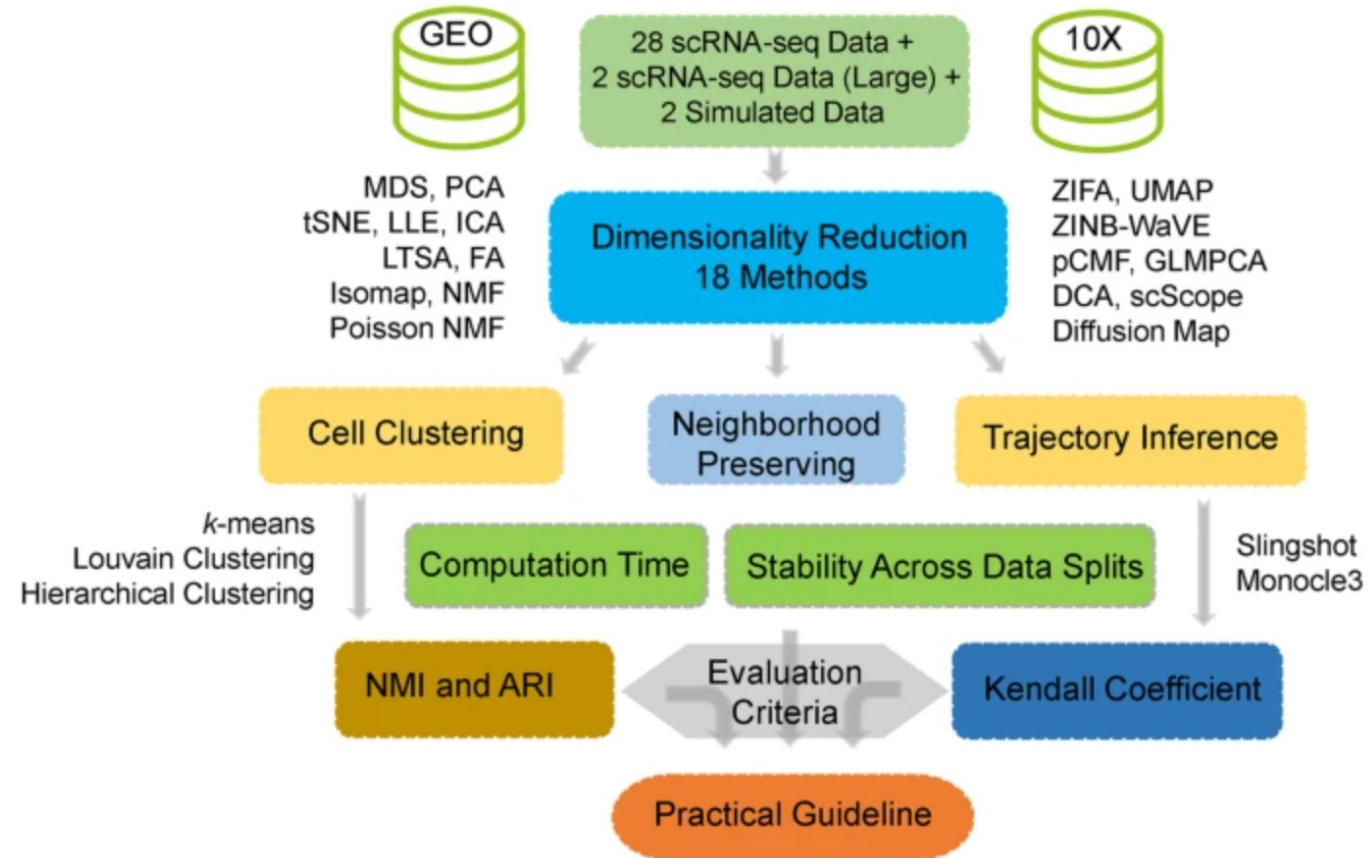 GEO
28 scRNA-seq Data +
2 scRNA-seq Data (Large) +
2 Simulated Data
10X
MDS, PCA
tSNE, LLE, ICA
LTSA, FA
Isomap, NMF
Poisson NMF
Dimensionality Reduction
18 Methods
ZIFA, UMAP
ZINB-WaVE
pCMF, GLMPCA
DCA, scScope
Diffusion Map
Cell Clustering
Neighborhood
Preserving
Trajectory Inference
k-means
Louvain Clustering
Hierarchical Clustering
Computation Time
Stability Across Data Splits
Slingshot
Monocle3
NMI and ARI
Evaluation
Criteria
Kendall Coefficient
Practical Guideline